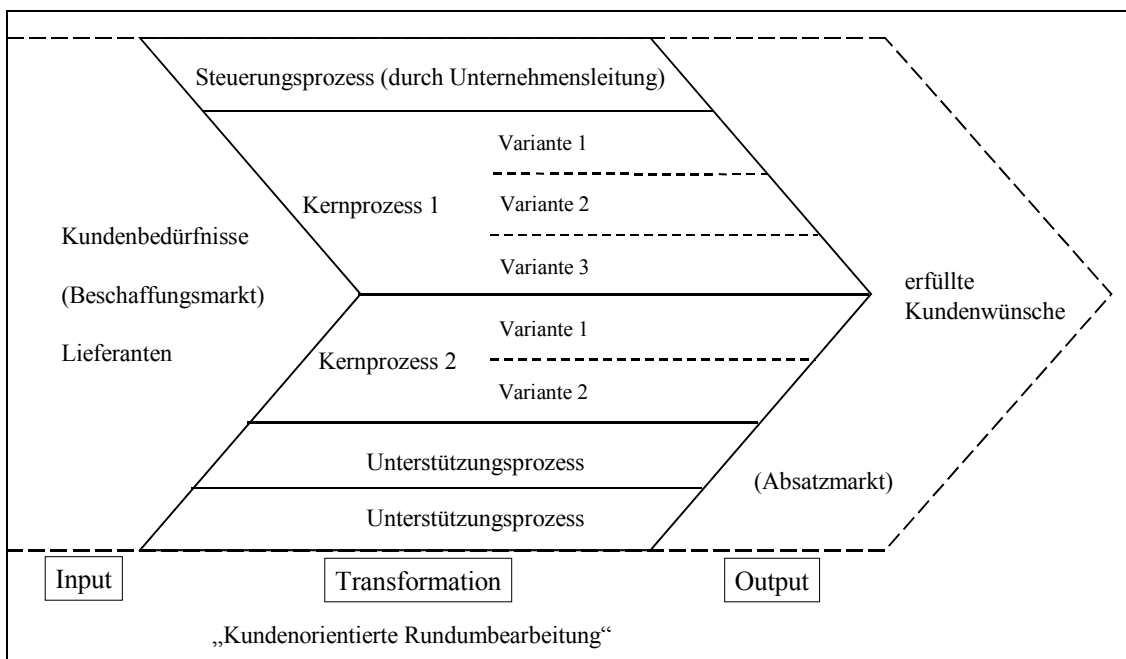 Steuerungsprozess (durch Unternehmensleitung)
Variante 1
Kernprozess 1
Variante 2
Variante 3
Kundenbedürfnisse
(Beschaffungsmarkt)
Lieferanten
erfüllte
Kundenwünsche
Variante 1
Kernprozess 2
Variante 2
Unterstützungsprozess
(Absatzmarkt)
Unterstützungsprozess
Input
Transformation
Output
„Kundenorientierte Rundumbearbeitung“